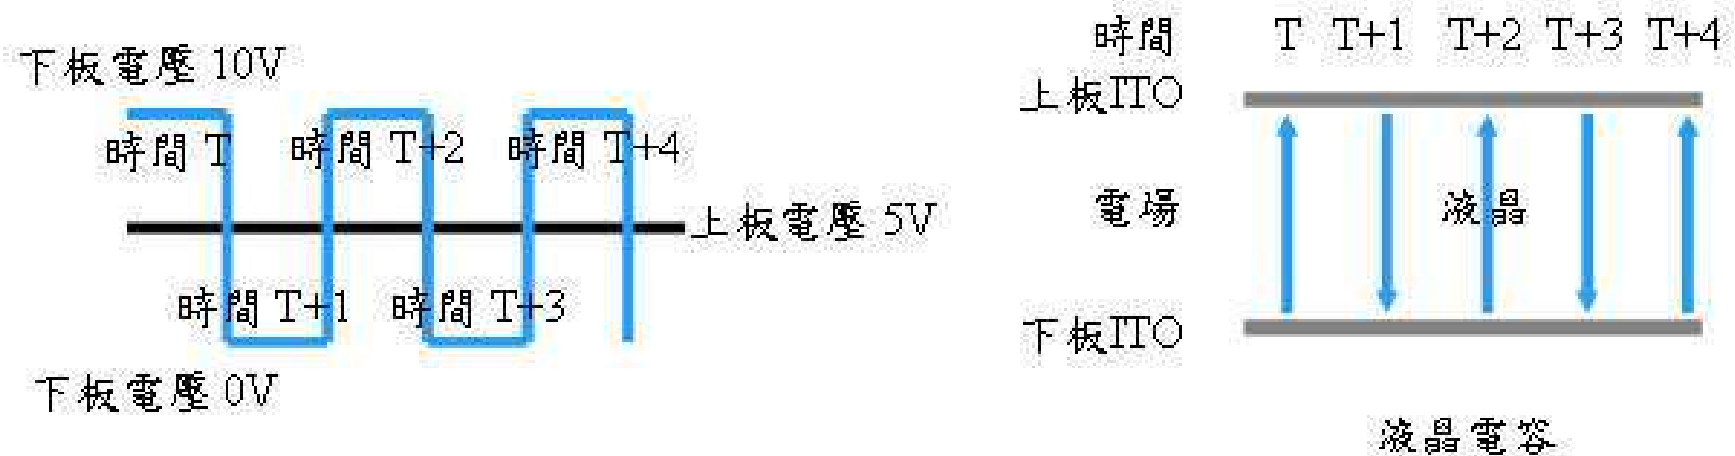 下板電壓 10V
時間 T
時間 T+2
時間 T+4
上板電壓 5V
時間 T+1
時間 T+3
下板電壓 0V
時間 T T+1 T+2 T+3 T+4
上板ITO
電場
液晶
下板ITO
液晶電容